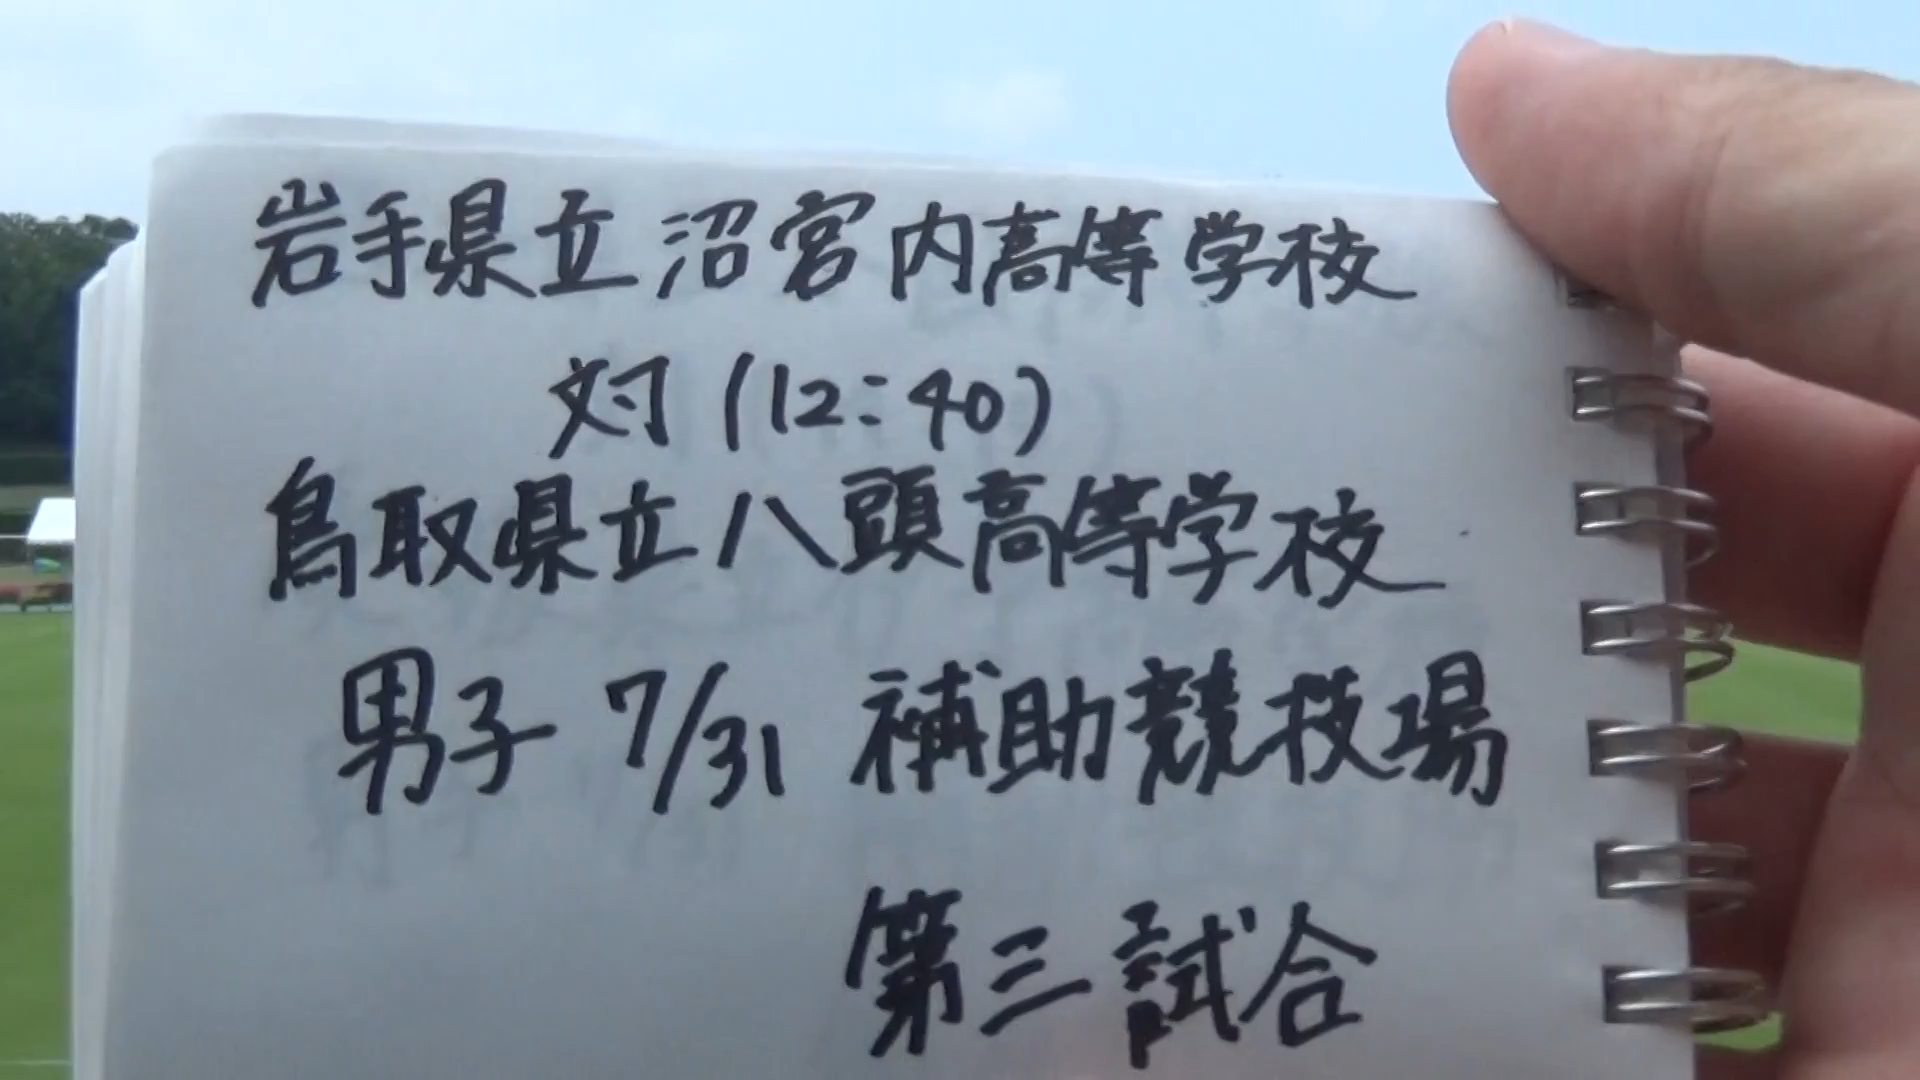 岩手県立沼宮内高等学校
対(12:40)
鳥取県立八頭高等学校
男子 7/31 補助競技場
第三試合